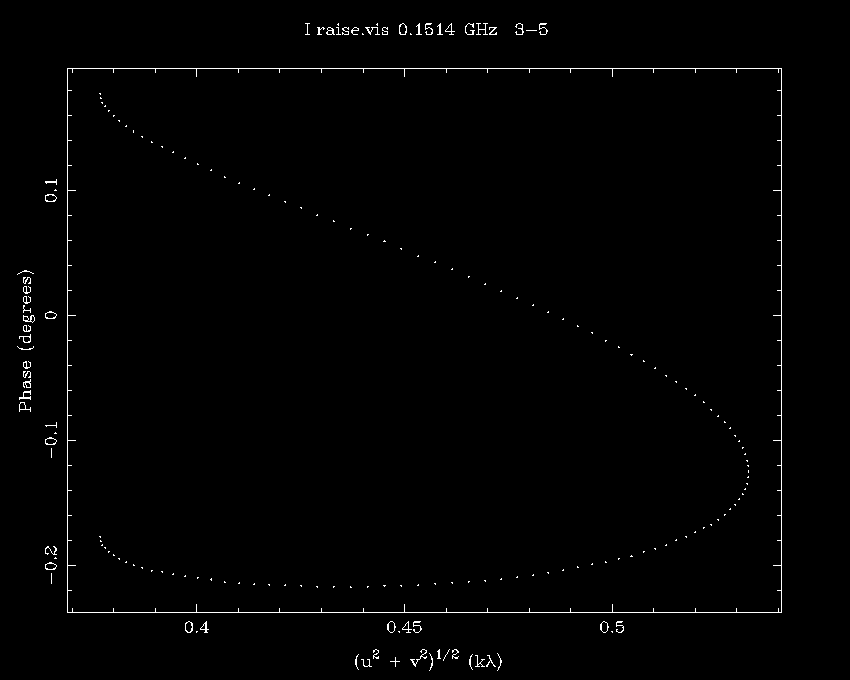 I raise.vis 0.1514 GHz 3−5
Phase (degrees)
0.1
0
−0.1
−0.2
0.4 0.45 0.5
(u² + v²)^1/2 (kλ)